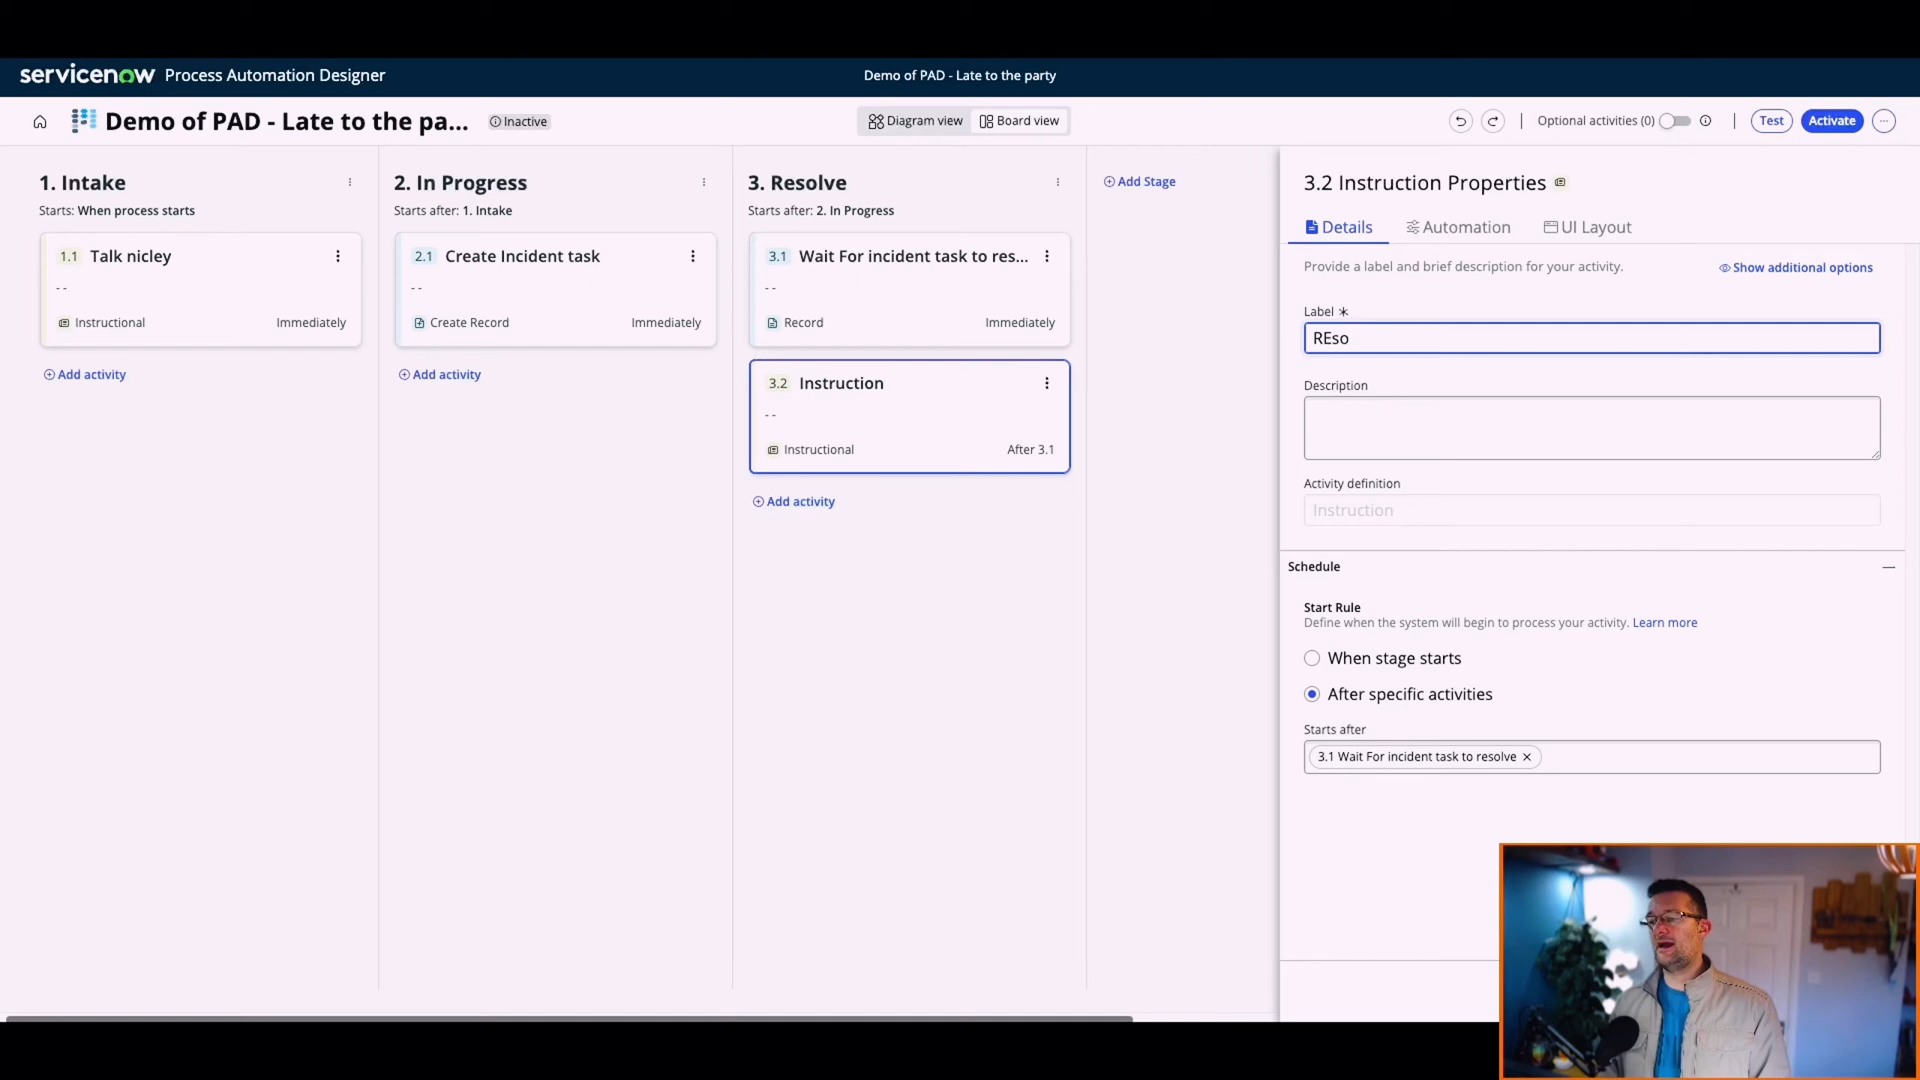 servicenow Process Automation Designer
Demo of PAD - Late to the party
Demo of PAD - Late to the pa...
Inactive
Diagram view
Board view
Optional activities (0)
Test
Activate
1. Intake
Starts: When process starts
1.1 Talk nicley
--
Instructional Immediately
Add activity
2. In Progress
Starts after: 1. Intake
2.1 Create Incident task
--
Create Record Immediately
Add activity
3. Resolve
Starts after: 2. In Progress
3.1 Wait For incident task to res...
--
Record Immediately
3.2 Instruction
--
Instructional After 3.1
Add activity
Add Stage
3.2 Instruction Properties
Details Automation UI Layout
Provide a label and brief description for your activity.
Show additional options
Label *
REso
Description
Activity definition
Instruction
Schedule
Start Rule
Define when the system will begin to process your activity. Learn more
When stage starts
After specific activities
Starts after
3.1 Wait For incident task to resolve ×